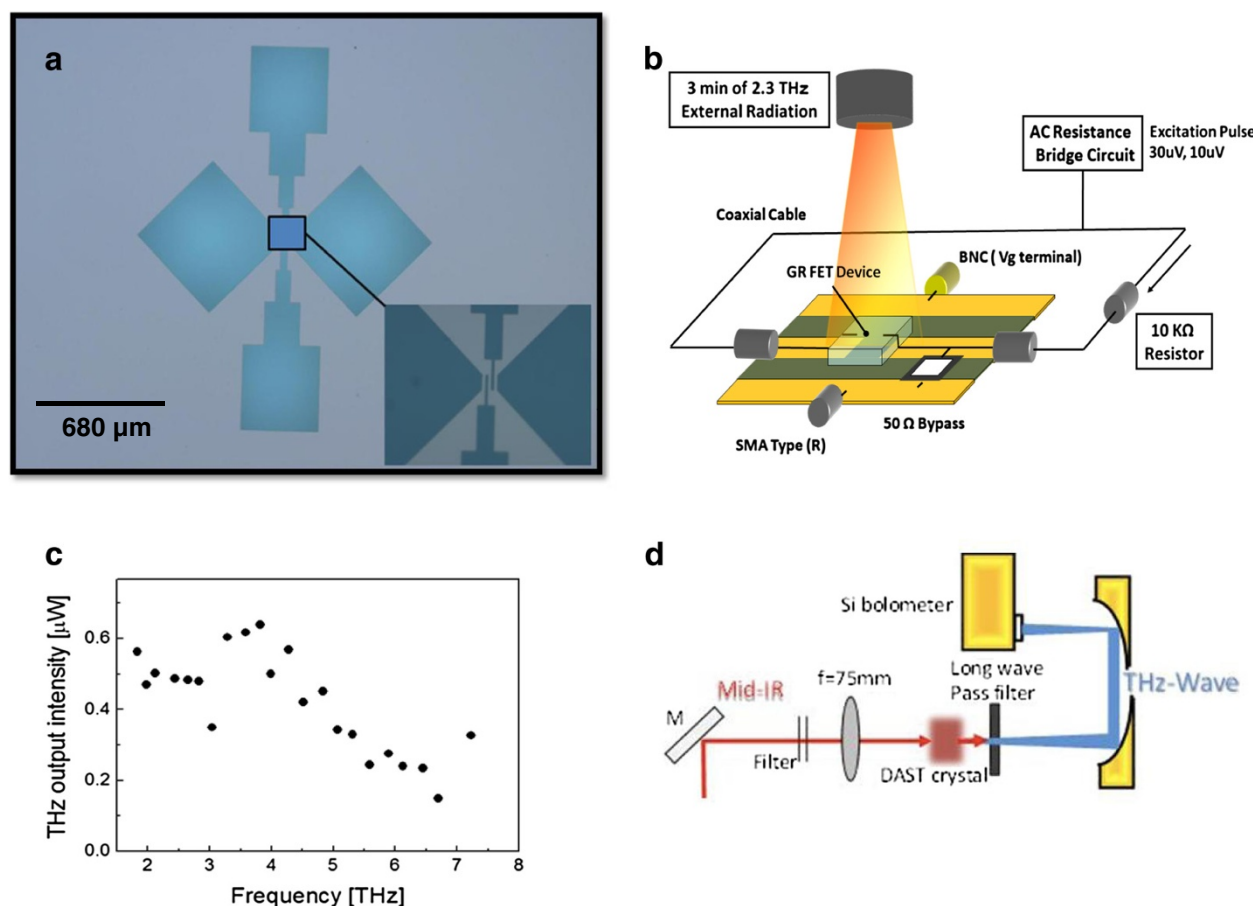 a
680 µm
b
3 min of 2.3 THz
External Radiation
AC Resistance
Bridge Circuit
Excitation Pulse
30uV, 10uV
Coaxial Cable
BNC ( Vg terminal)
GR FET Device
10 KΩ
Resistor
50 Ω Bypass
SMA Type (R)
c
THz output intensity [µW]
0.6
0.4
0.2
0.0
2 3 4 5 6 7 8
Frequency [THz]
d
Si bolometer
Long wave
Pass filter
THz-Wave
f=75mm
Mid-IR
M
Filter
DAST crystal